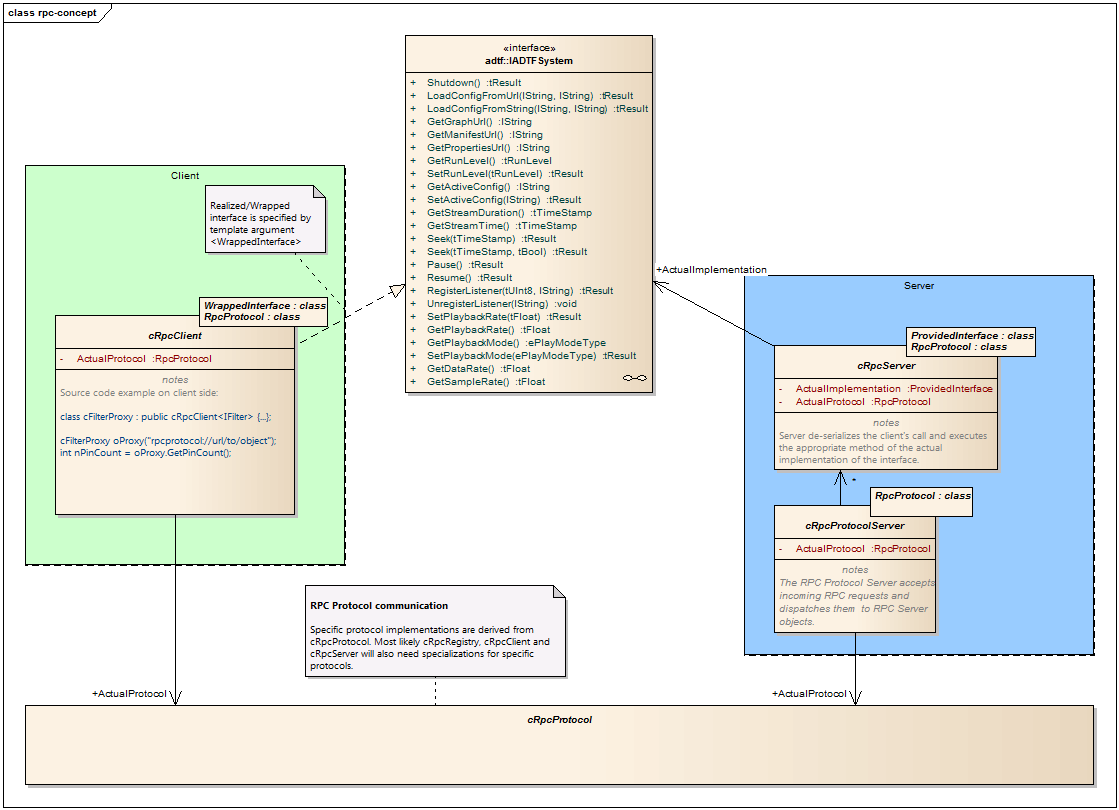 class rpc-concept
«interface»
adtf::IADTFSystem
+ Shutdown() :tResult
+ LoadConfigFromUrl(IString, IString) :tResult
+ LoadConfigFromString(IString, IString) :tResult
+ GetGraphUrl() :IString
+ GetManifestUrl() :IString
+ GetPropertiesUrl() :IString
+ GetRunLevel() :tRunLevel
+ SetRunLevel(tRunLevel) :tResult
+ GetActiveConfig() :IString
+ SetActiveConfig(IString) :tResult
+ GetStreamDuration() :tTimeStamp
+ GetStreamTime() :tTimeStamp
+ Seek(tTimeStamp) :tResult
+ Seek(tTimeStamp, tBool) :tResult
+ Pause() :tResult
+ Resume() :tResult
+ RegisterListener(tUInt8, IString) :tResult
+ UnregisterListener(IString) :void
+ SetPlaybackRate(tFloat) :tResult
+ GetPlaybackRate() :tFloat
+ GetPlaybackMode() :ePlayModeType
+ SetPlaybackMode(ePlayModeType) :tResult
+ GetDataRate() :tFloat
+ GetSampleRate() :tFloat
Client
Realized/Wrapped
interface is specified by
template argument
<WrappedInterface>
WrappedInterface : class
RpcProtocol : class
cRpcClient
- ActualProtocol :RpcProtocol
notes
Source code example on client side:
class cFilterProxy : public cRpcClient<IFilter> {...};
cFilterProxy oProxy("rpcprotocol://url/to/object");
int nPinCount = oProxy.GetPinCount();
+ActualImplementation
Server
ProvidedInterface : class
RpcProtocol : class
cRpcServer
- ActualImplementation :ProvidedInterface
- ActualProtocol :RpcProtocol
notes
Server de-serializes the client's call and executes
the appropriate method of the actual
implementation of the interface.
*
RpcProtocol : class
cRpcProtocolServer
- ActualProtocol :RpcProtocol
notes
The RPC Protocol Server accepts
incoming RPC requests and
dispatches them to RPC Server
objects.
RPC Protocol communication
Specific protocol implementations are derived from
cRpcProtocol. Most likely cRpcRegistry, cRpcClient and
cRpcServer will also need specializations for specific
protocols.
+ActualProtocol
+ActualProtocol
cRpcProtocol